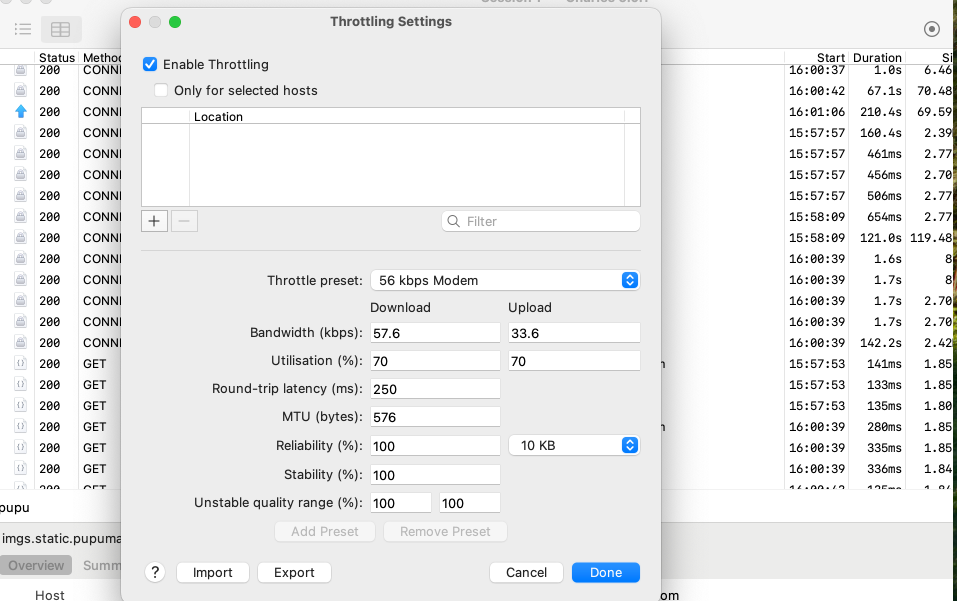 Throttling Settings
Enable Throttling
Only for selected hosts
Location
+ −
Filter
Throttle preset: 56 kbps Modem
Download Upload
Bandwidth (kbps): 57.6 33.6
Utilisation (%): 70 70
Round-trip latency (ms): 250
MTU (bytes): 576
Reliability (%): 100 10 KB
Stability (%): 100
Unstable quality range (%): 100 100
Add Preset Remove Preset
? Import Export Cancel Done
Status Metho Start Duration Si
200 CONN 16:00:37 1.0s 6.46
200 CONN 16:00:42 67.1s 70.48
200 CONN 16:01:06 210.4s 69.59
200 CONN 15:57:57 160.4s 2.39
200 CONN 15:57:57 461ms 2.77
200 CONN 15:57:57 456ms 2.70
200 CONN 15:57:57 506ms 2.77
200 CONN 15:58:09 654ms 2.77
200 CONN 15:58:09 121.0s 119.48
200 CONN 16:00:39 1.6s 8
200 CONN 16:00:39 1.7s 8
200 CONN 16:00:39 1.7s 2.70
200 CONN 16:00:39 1.7s 2.70
200 CONN 16:00:39 142.2s 2.42
200 GET 15:57:53 141ms 1.85
200 GET 15:57:53 133ms 1.85
200 GET 15:57:53 135ms 1.80
200 GET 16:00:39 280ms 1.85
200 GET 16:00:39 335ms 1.85
200 GET 16:00:39 336ms 1.84
pupu
imgs.static.pupuma
Overview Summ
Host om